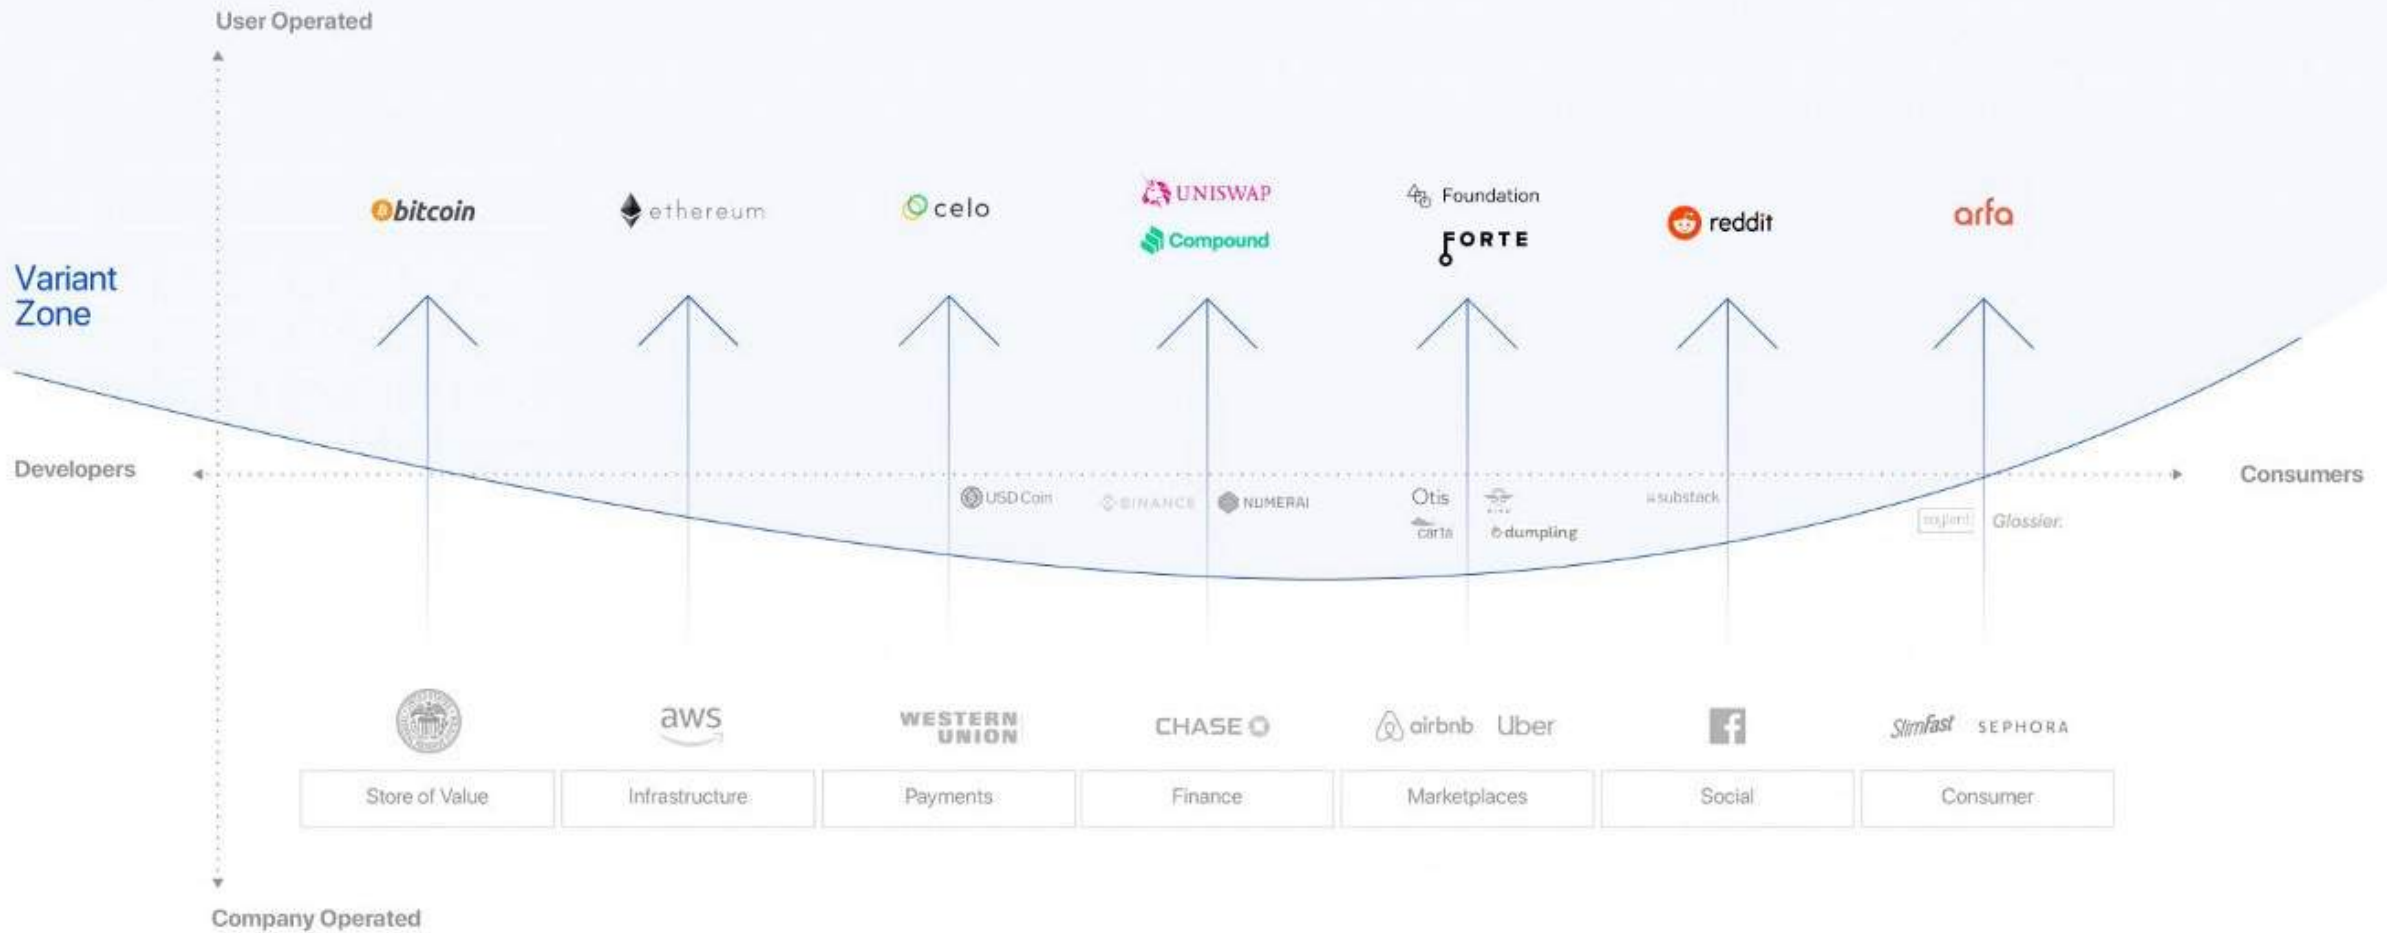 User Operated
bitcoin
ethereum
celo
UNISWAP
Compound
Foundation
FORTE
reddit
arfa
Variant
Zone
Developers
Consumers
USD Coin
BINANCE
NUMERAI
Otis
carta
dumpling
substack
Glossier.
aws
WESTERN
UNION
CHASE
airbnb
Uber
f
SlimFast
SEPHORA
Store of Value
Infrastructure
Payments
Finance
Marketplaces
Social
Consumer
Company Operated